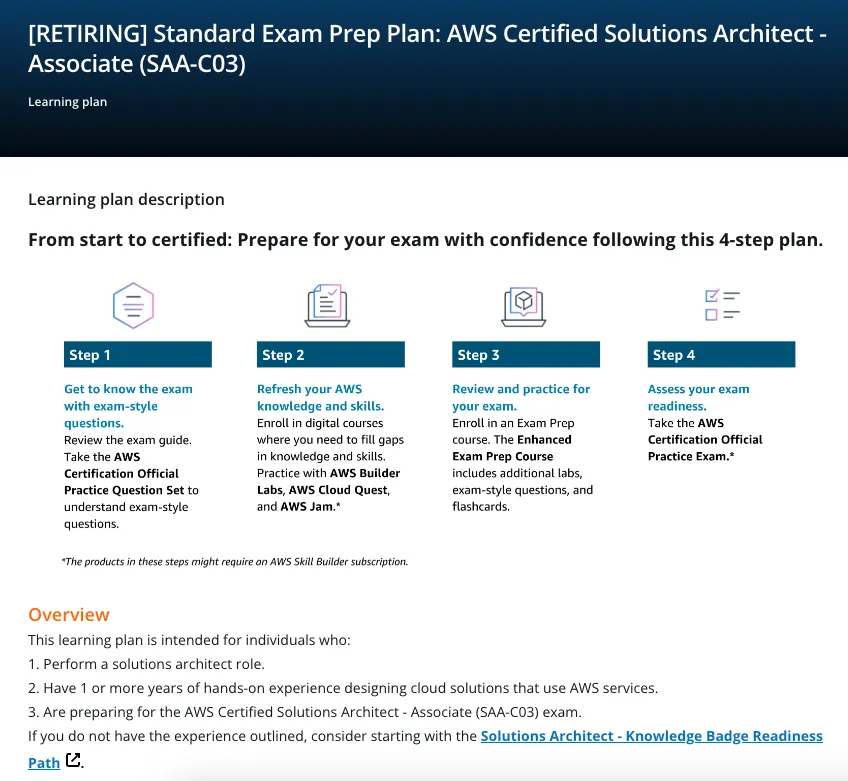 [RETIRING] Standard Exam Prep Plan: AWS Certified Solutions Architect -
Associate (SAA-C03)
Learning plan
Learning plan description
From start to certified: Prepare for your exam with confidence following this 4-step plan.
Step 1
Get to know the exam
with exam-style
questions.
Review the exam guide.
Take the AWS
Certification Official
Practice Question Set to
understand exam-style
questions.
Step 2
Refresh your AWS
knowledge and skills.
Enroll in digital courses
where you need to fill gaps
in knowledge and skills.
Practice with AWS Builder
Labs, AWS Cloud Quest,
and AWS Jam.*
Step 3
Review and practice for
your exam.
Enroll in an Exam Prep
course. The Enhanced
Exam Prep Course
includes additional labs,
exam-style questions, and
flashcards.
Step 4
Assess your exam
readiness.
Take the AWS
Certification Official
Practice Exam.*
*The products in these steps might require an AWS Skill Builder subscription.
Overview
This learning plan is intended for individuals who:
1. Perform a solutions architect role.
2. Have 1 or more years of hands-on experience designing cloud solutions that use AWS services.
3. Are preparing for the AWS Certified Solutions Architect - Associate (SAA-C03) exam.
If you do not have the experience outlined, consider starting with the Solutions Architect - Knowledge Badge Readiness
Path.